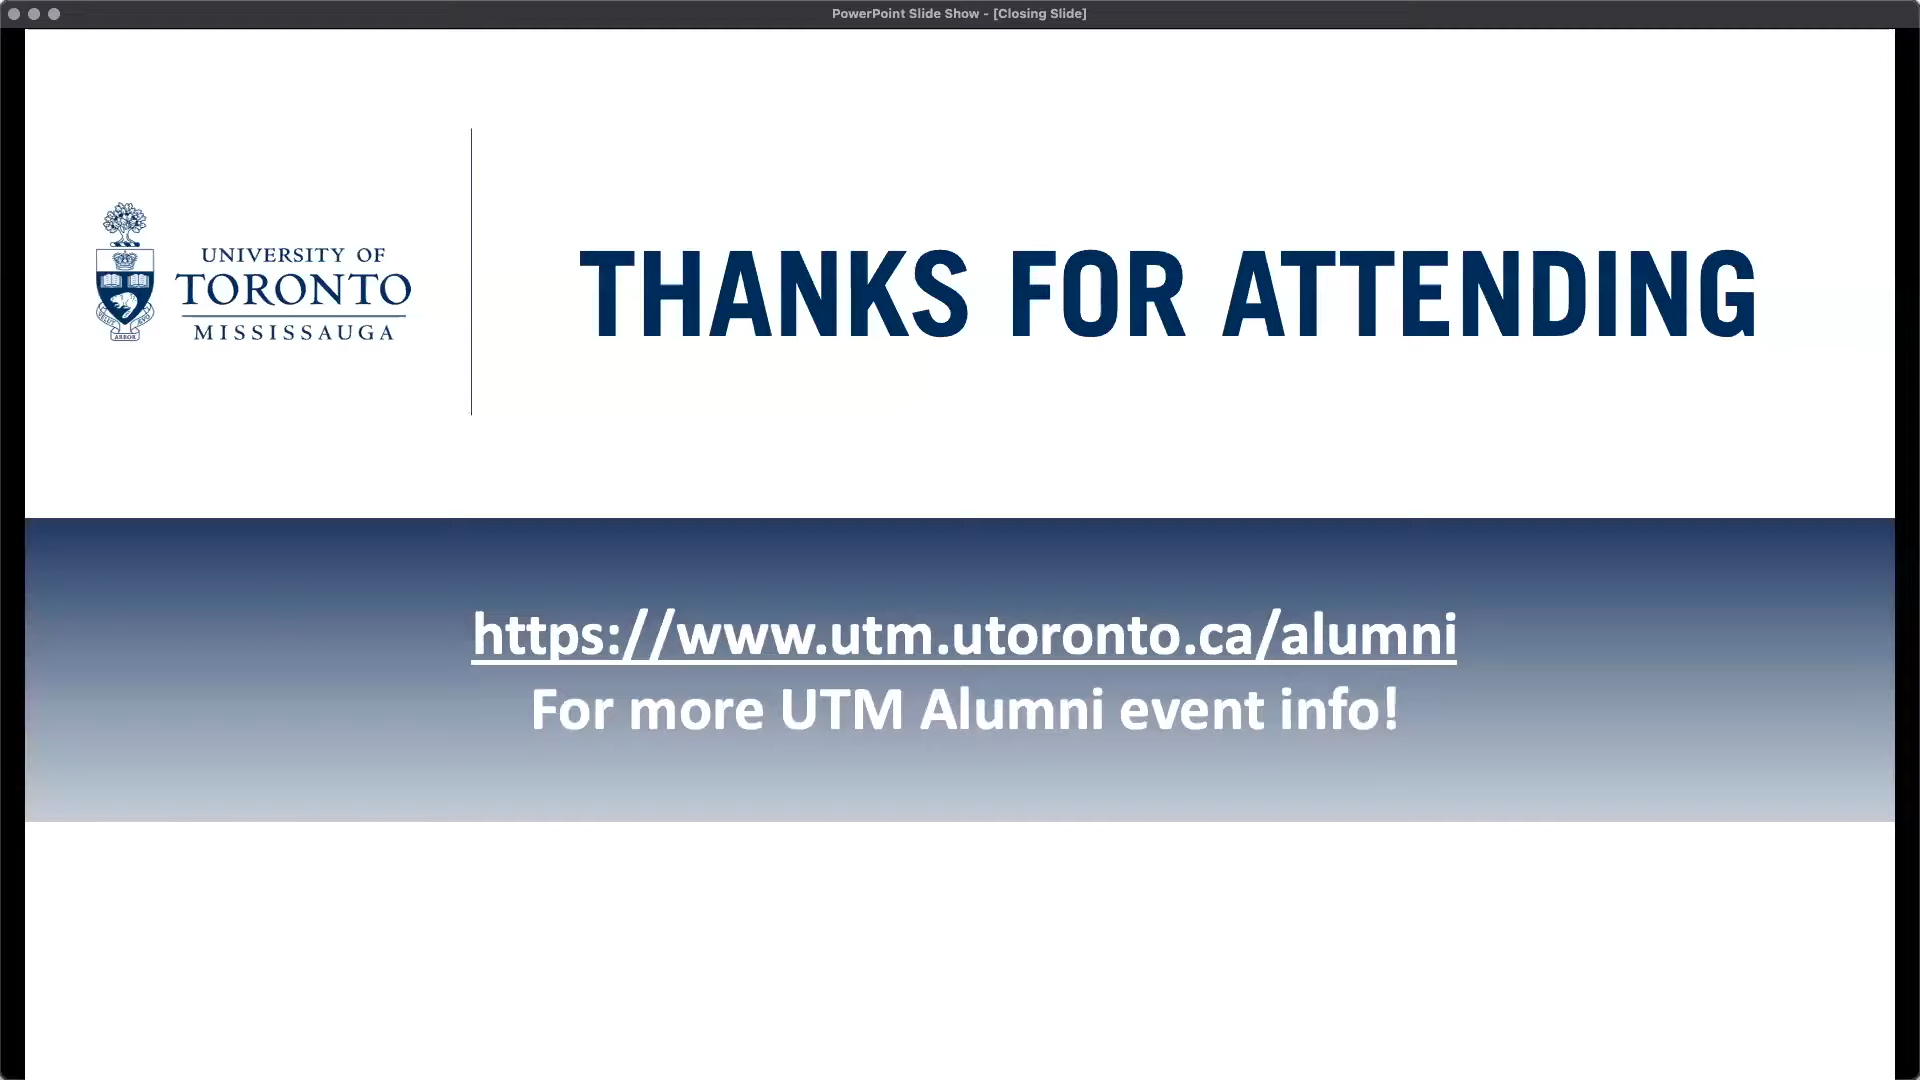 PowerPoint Slide Show - [Closing Slide]
UNIVERSITY OF
TORONTO
MISSISSAUGA
THANKS FOR ATTENDING
https://www.utm.utoronto.ca/alumni
For more UTM Alumni event info!